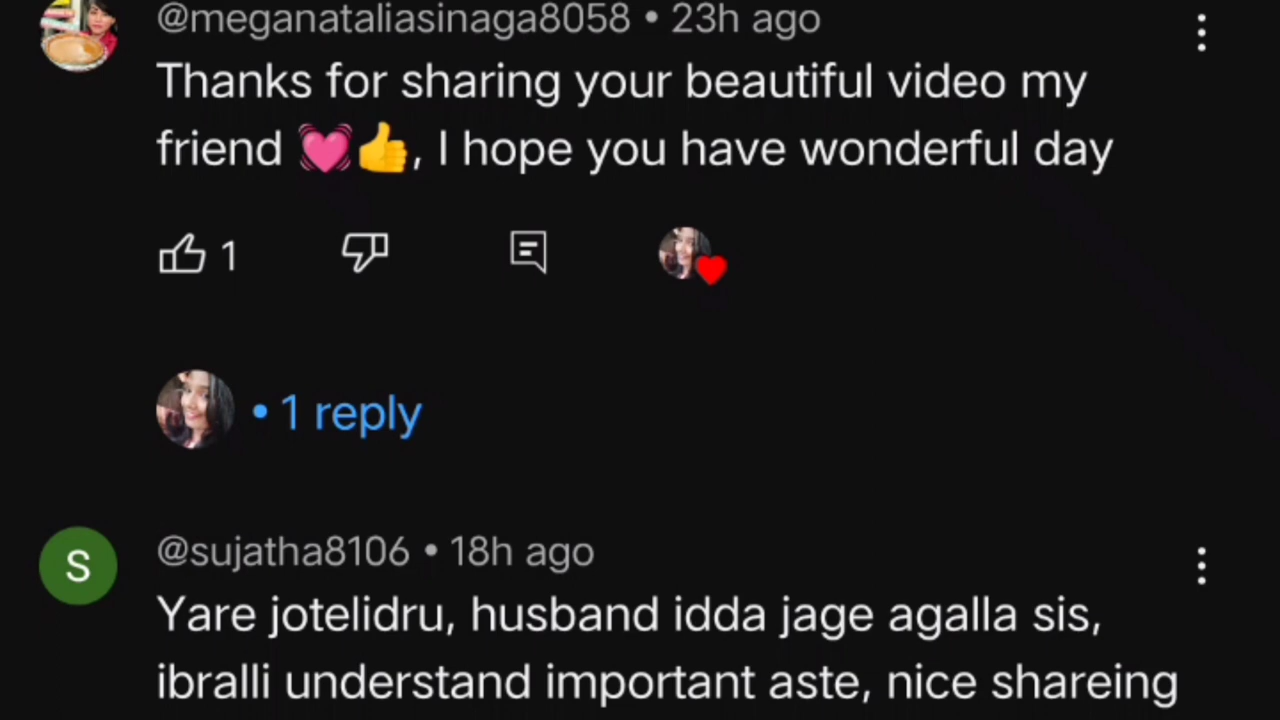 @meganataliasinaga8058 • 23h ago
Thanks for sharing your beautiful video my
friend 💓👍, I hope you have wonderful day
1
• 1 reply
S
@sujatha8106 • 18h ago
Yare jotelidru, husband idda jage agalla sis,
ibralli understand important aste, nice shareing